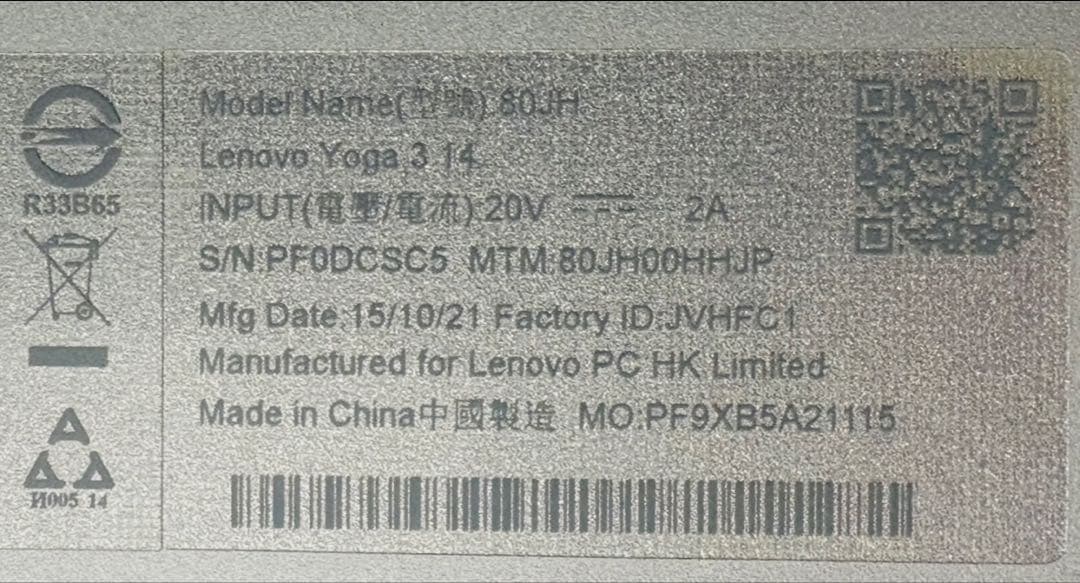 Model Name(型號):80JH
Lenovo Yoga 3 14
INPUT(電壓/電流):20V ⎓ 2A
S/N:PF0DCSC5 MTM:80JH00HHJP
Mfg Date:15/10/21 Factory ID:JVHFC1
Manufactured for Lenovo PC HK Limited
Made in China中國製造 MO:PF9XB5A21115
R33B65
И005 14